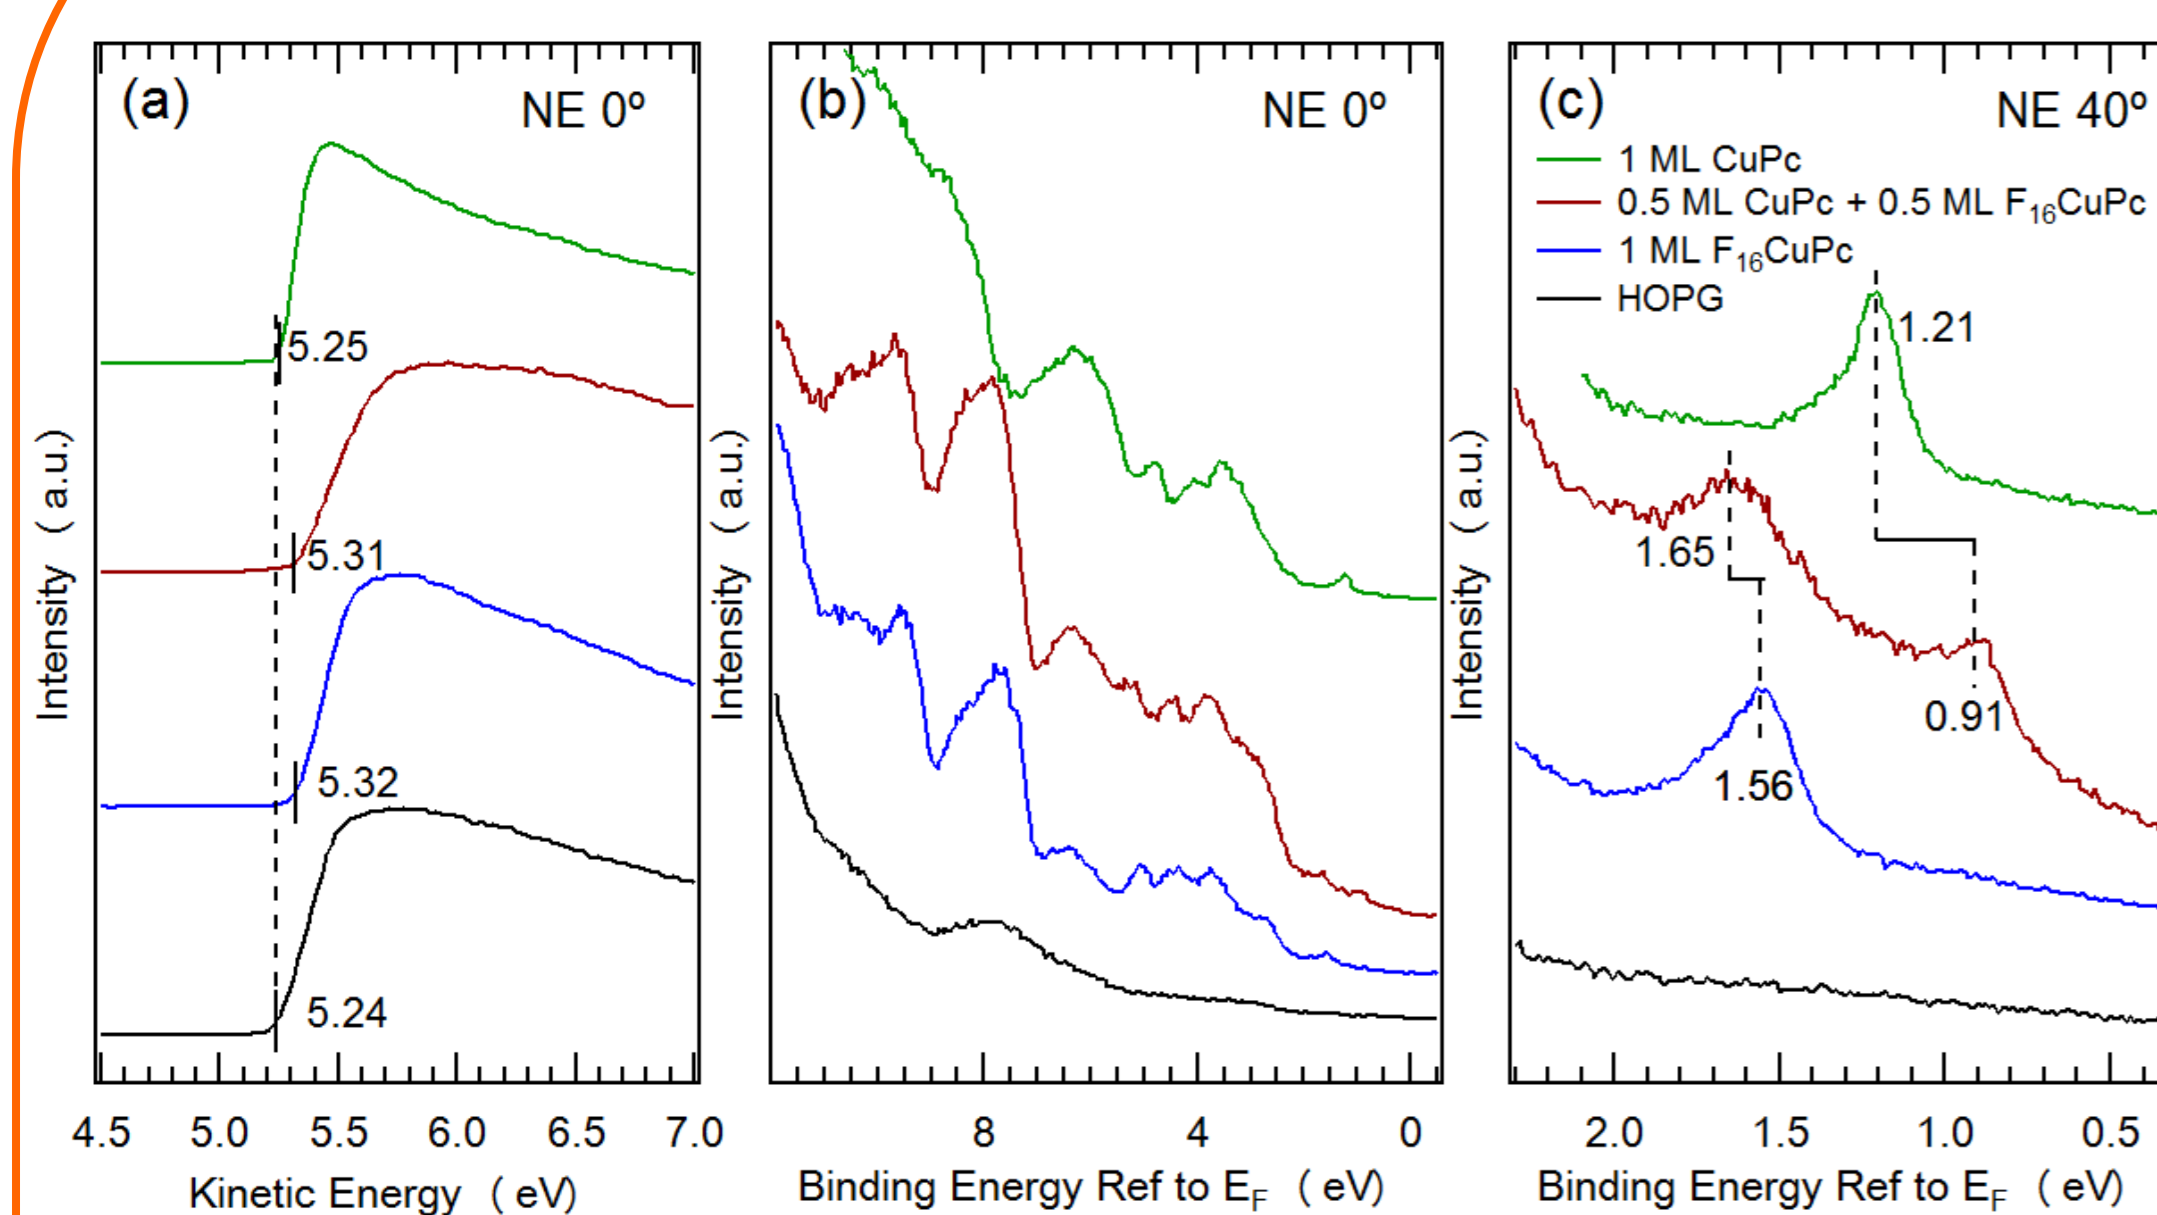 (a)
NE 0º
5.25
5.31
5.32
5.24
Intensity ( a.u.)
4.5 5.0 5.5 6.0 6.5 7.0
Kinetic Energy ( eV)
(b)
NE 0º
Intensity ( a.u.)
8 4 0
Binding Energy Ref to E_F ( eV)
(c)
NE 40º
1 ML CuPc
0.5 ML CuPc + 0.5 ML F₁₆CuPc
1 ML F₁₆CuPc
HOPG
1.21
1.65
0.91
1.56
Intensity ( a.u.)
2.0 1.5 1.0 0.5
Binding Energy Ref to E_F ( eV)